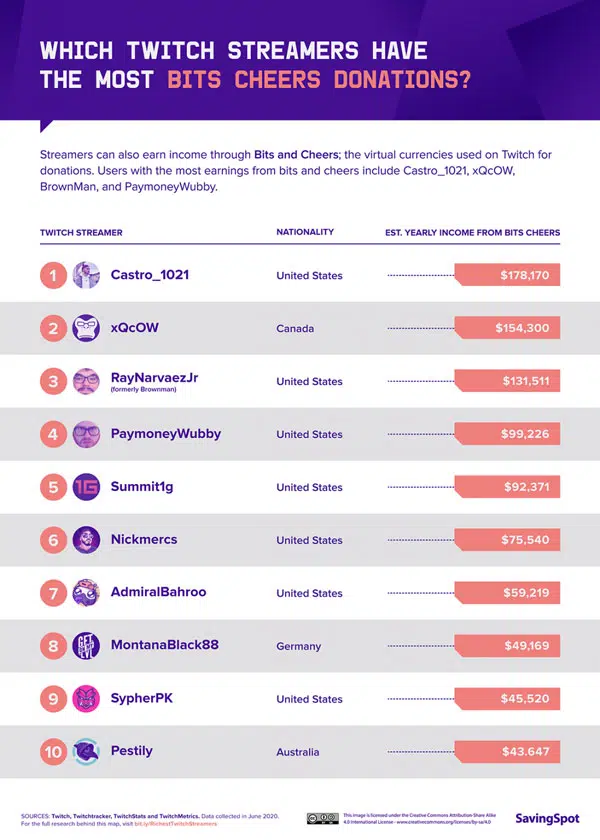 WHICH TWITCH STREAMERS HAVE
THE MOST BITS CHEERS DONATIONS?
Streamers can also earn income through Bits and Cheers; the virtual currencies used on Twitch for
donations. Users with the most earnings from bits and cheers include Castro_1021, xQcOW,
BrownMan, and PaymoneyWubby.
TWITCH STREAMER NATIONALITY EST. YEARLY INCOME FROM BITS CHEERS
1 Castro_1021 United States $178,170
2 xQcOW Canada $154,300
3 RayNarvaezJr United States $131,511
(formerly Brownman)
4 PaymoneyWubby United States $99,226
5 1G Summit1g United States $92,371
6 Nickmercs United States $75,540
7 AdmiralBahroo United States $59,219
8 MontanaBlack88 Germany $49,169
9 SypherPK United States $45,520
10 Pestily Australia $43.647
SOURCES: Twitch, Twitchtracker, TwitchStats and TwitchMetrics. Data collected in June 2020.
For the full research behind this map, visit bit.ly/RichestTwitchStreamers
This image is licensed under the Creative Commons Attribution-Share Alike
4.0 International License - www.creativecommons.org/licenses/by-sa/4.0
SavingSpot